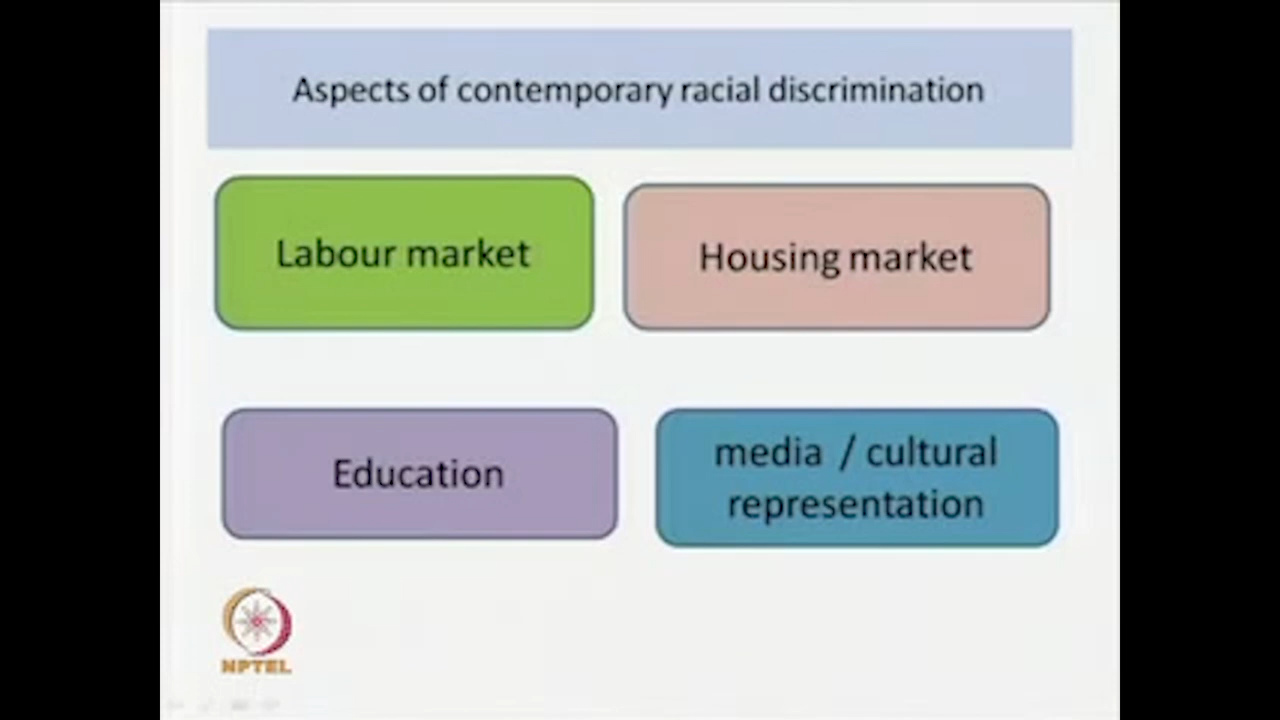 Aspects of contemporary racial discrimination
Labour market
Housing market
Education
media / cultural
representation
NPTEL